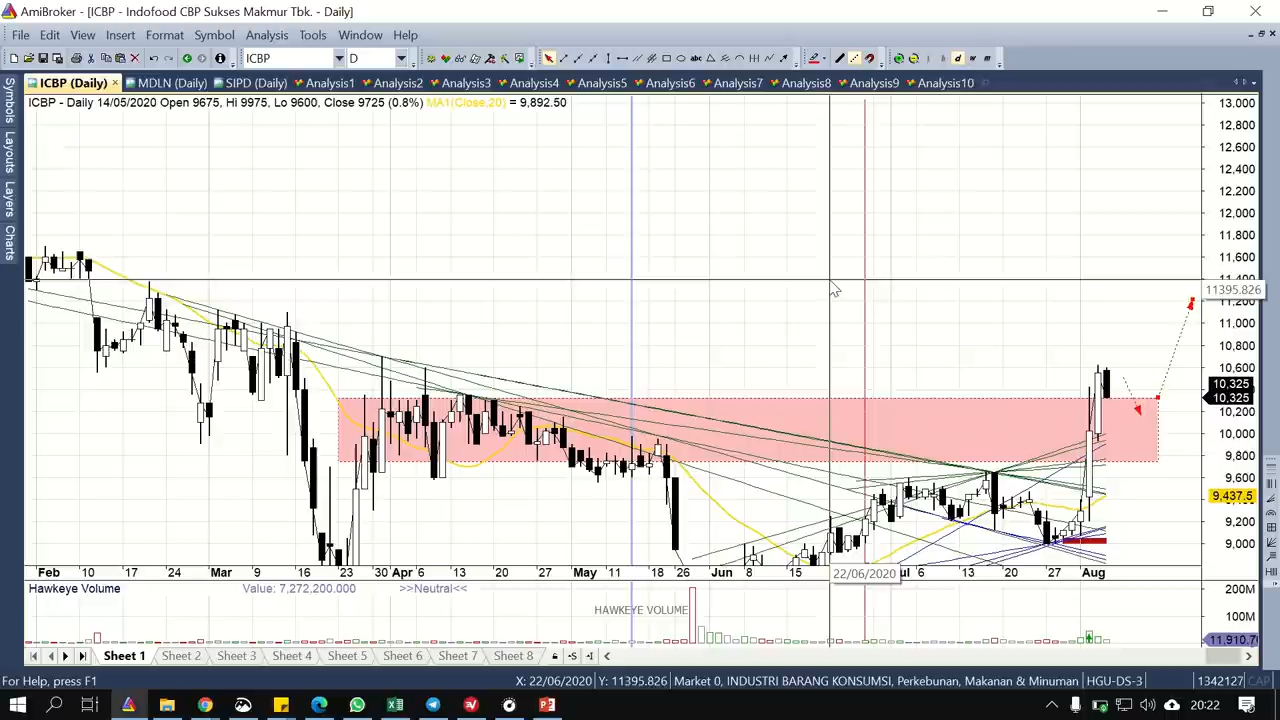 AmiBroker - [ICBP - Indofood CBP Sukses Makmur Tbk. - Daily]
File Edit View Insert Format Symbol Analysis Tools Window Help
ICBP D
ICBP (Daily) MDLN (Daily) SIPD (Daily) Analysis1 Analysis2 Analysis3 Analysis4 Analysis5 Analysis6 Analysis7 Analysis8 Analysis9 Analysis10
ICBP - Daily 14/05/2020 Open 9675, Hi 9975, Lo 9600, Close 9725 (0.8%) MA1(Close,20) = 9,892.50
Symbols
Layouts
Layers
Charts
13,000
12,800
12,600
12,400
12,200
12,000
11,800
11,600
11395.826
11,000
10,800
10,600
10,325
10,325
10,200
10,000
9,800
9,600
9,437.5
9,200
9,000
Feb 10 17 24 Mar 9 16 23 30 Apr 13 20 27 May 11 18 26 Jun 8 15 22/06/2020 6 13 20 27 Aug
Hawkeye Volume Value: 7,272,200.000 >>Neutral<<
HAWKEYE VOLUME
200M
100M
Sheet 1 Sheet 2 Sheet 3 Sheet 4 Sheet 5 Sheet 6 Sheet 7 Sheet 8
For Help, press F1 X: 22/06/2020 Y: 11395.826 Market 0, INDUSTRI BARANG KONSUMSI, Perkebunan, Makanan & Minuman HGU-DS-3 1342127 CAP
20:22